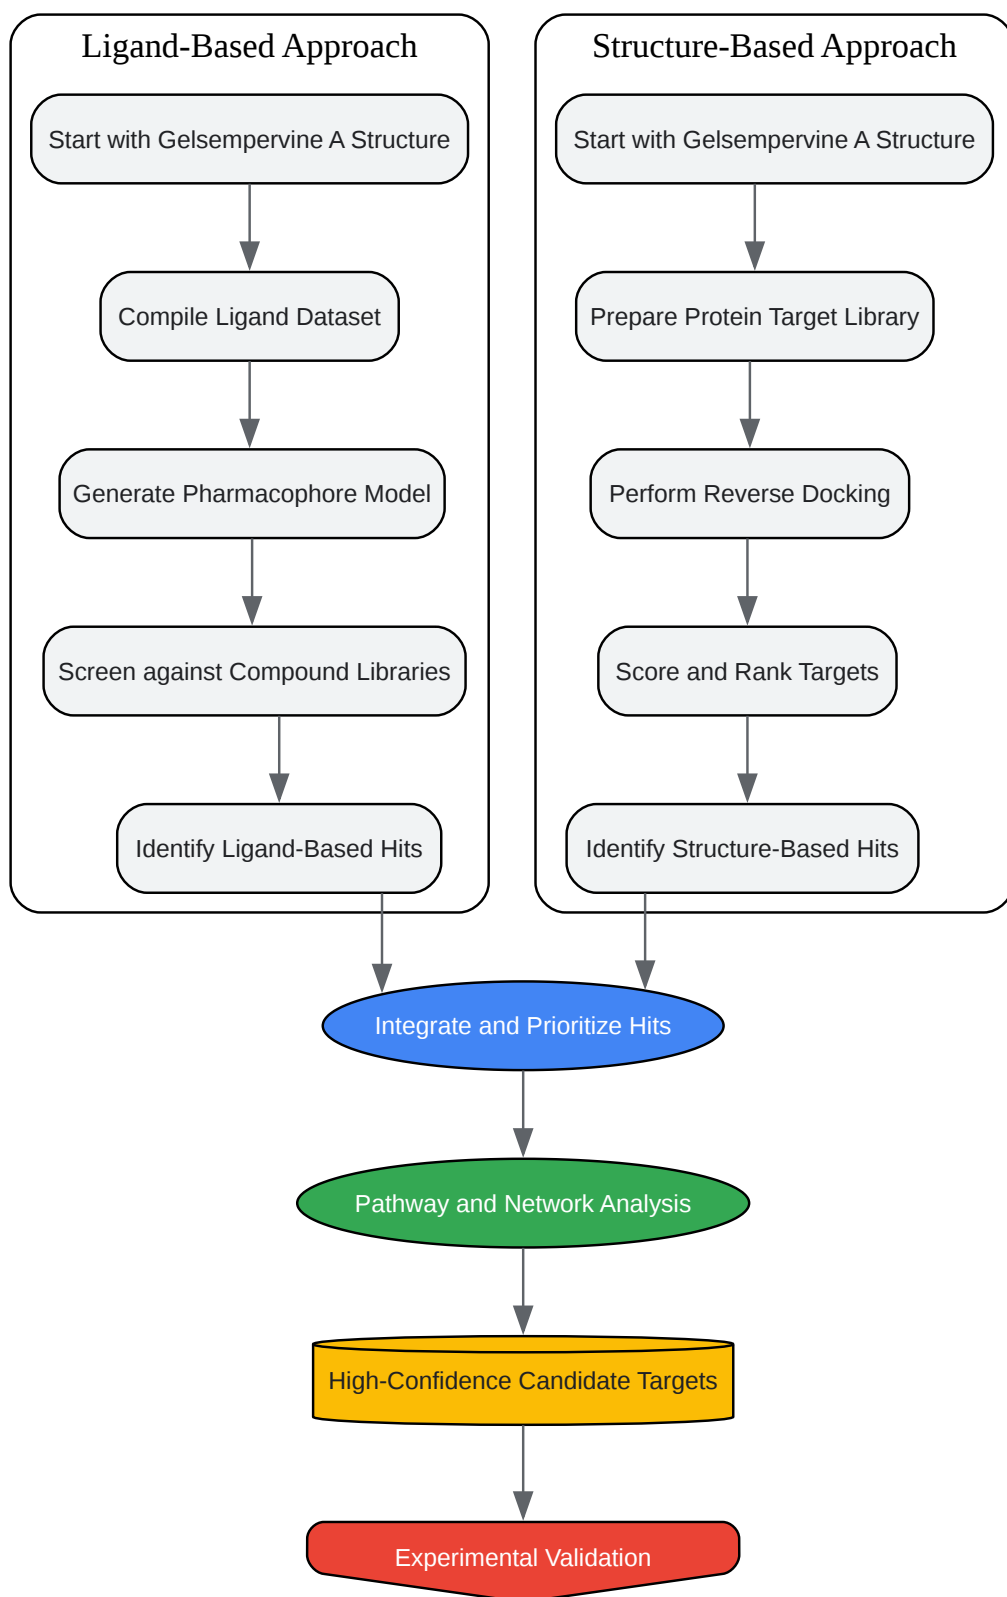 Ligand-Based Approach
Start with Gelsempervine A Structure
Compile Ligand Dataset
Generate Pharmacophore Model
Screen against Compound Libraries
Identify Ligand-Based Hits
Structure-Based Approach
Start with Gelsempervine A Structure
Prepare Protein Target Library
Perform Reverse Docking
Score and Rank Targets
Identify Structure-Based Hits
Integrate and Prioritize Hits
Pathway and Network Analysis
High-Confidence Candidate Targets
Experimental Validation